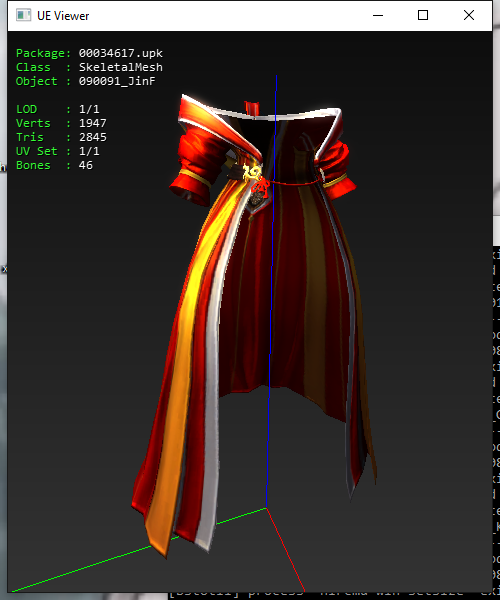 UE Viewer
Package: 00034617.upk
Class : SkeletalMesh
Object : 090091_JinF
LOD : 1/1
Verts : 1947
Tris : 2845
UV Set : 1/1
Bones : 46